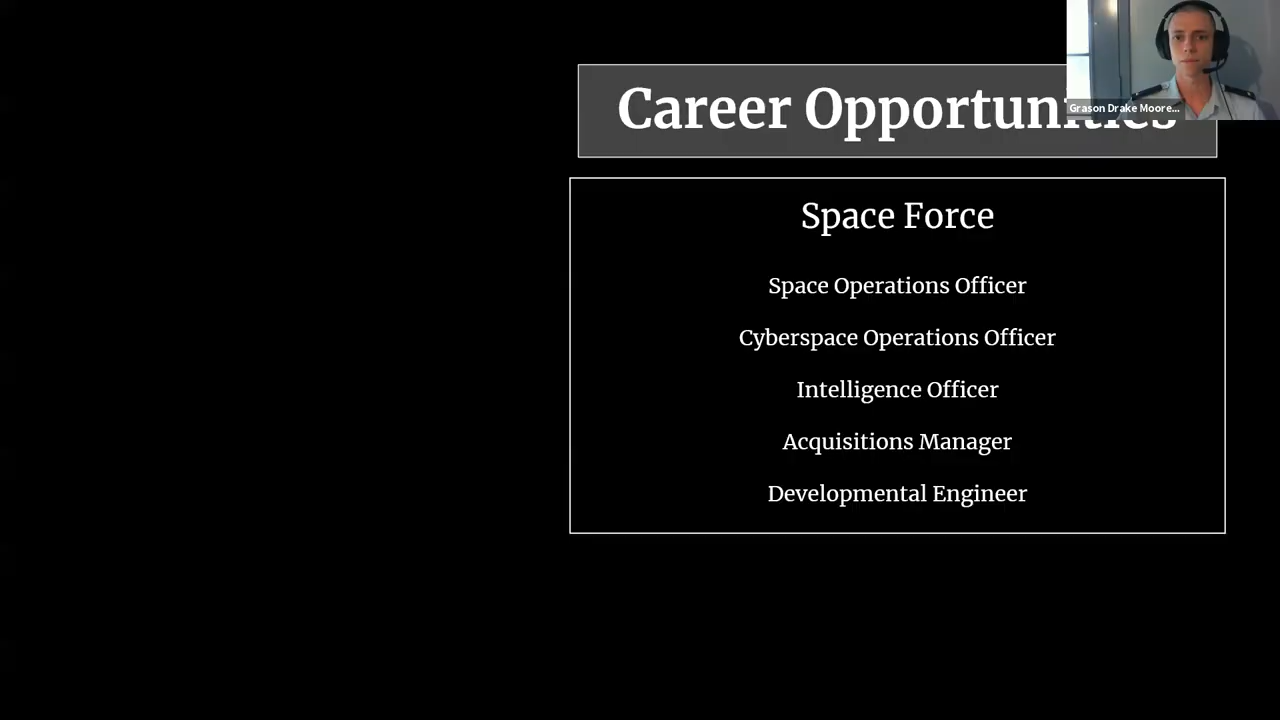 Career Opportunities
Grason Drake Moore...
Space Force
Space Operations Officer
Cyberspace Operations Officer
Intelligence Officer
Acquisitions Manager
Developmental Engineer